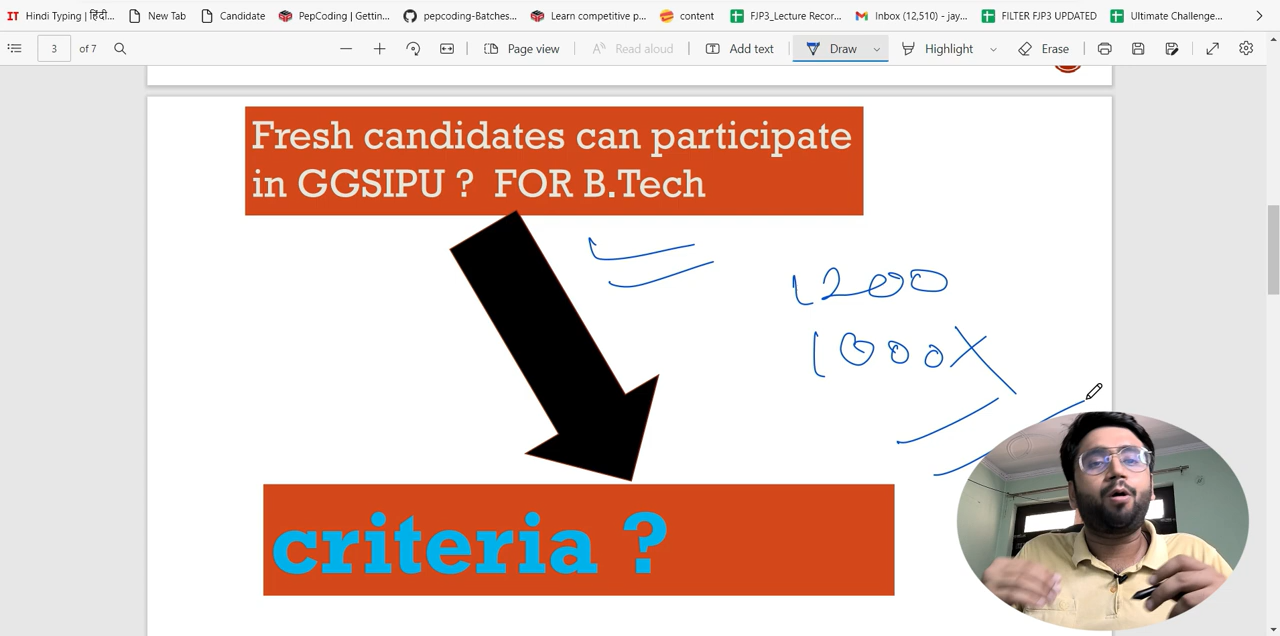 IT Hindi Typing | हिंदी... New Tab Candidate PepCoding | Gettin... pepcoding-Batches... Learn competitive p... content FJP3_Lecture Recor... Inbox (12,510) - jay... FILTER FJP3 UPDATED Ultimate Challenge...
3 of 7 Page view Read aloud Add text Draw Highlight Erase
Fresh candidates can participate
in GGSIPU ? FOR B.Tech
1200
1000X
criteria ?